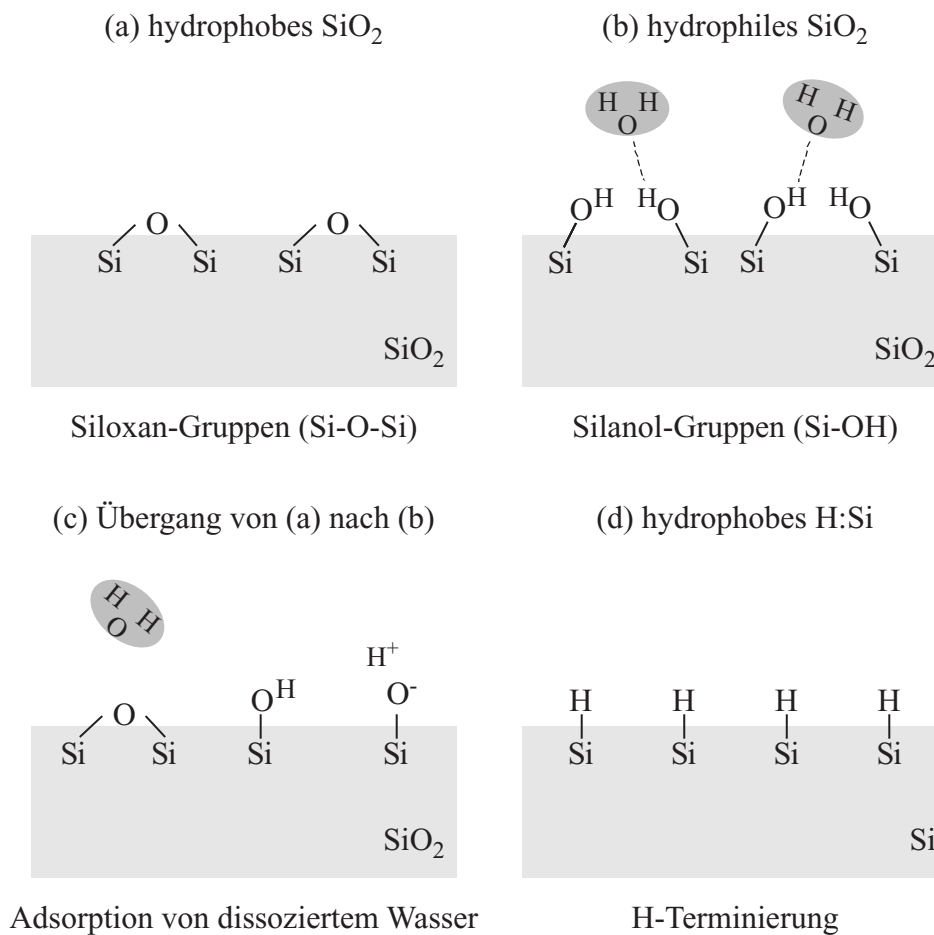 (a) hydrophobes SiO₂
(b) hydrophiles SiO₂
H H
O
H H
O
O
O
OH
HO
OH
HO
Si
Si
Si
Si
Si
Si
Si
Si
SiO₂
SiO₂
Siloxan-Gruppen (Si-O-Si)
Silanol-Gruppen (Si-OH)
(c) Übergang von (a) nach (b)
(d) hydrophobes H:Si
H H
O
H⁺
O
OH
O⁻
H
H
H
H
Si
Si
Si
Si
Si
Si
Si
Si
SiO₂
Si
Adsorption von dissoziertem Wasser
H-Terminierung